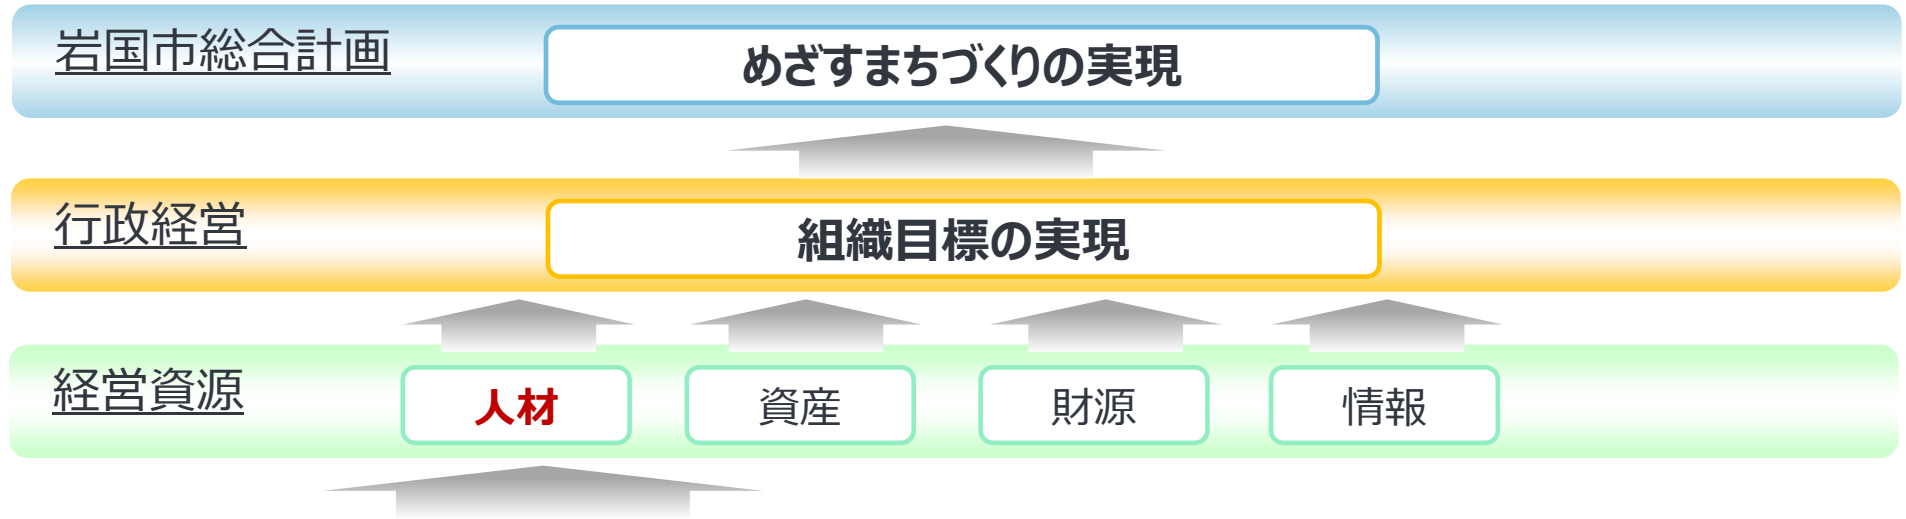 岩国市総合計画
めざすまちづくりの実現
行政経営
組織目標の実現
経営資源
人材
資産
財源
情報